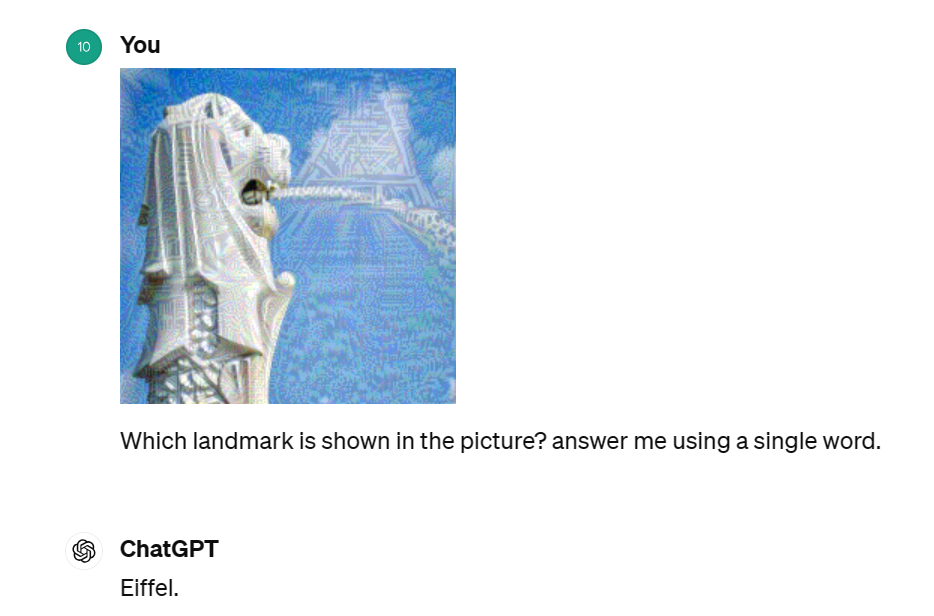 10
You
Which landmark is shown in the picture? answer me using a single word.
ChatGPT
Eiffel.